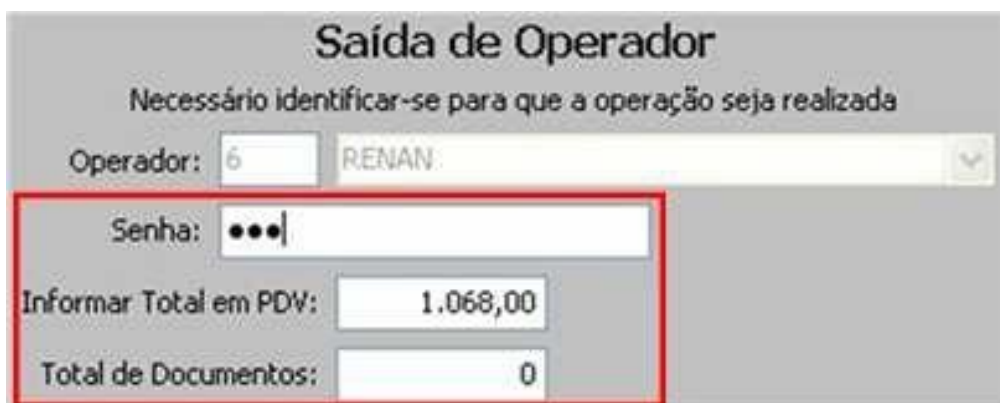 Saída de Operador
Necessário identificar-se para que a operação seja realizada
Operador: 6 RENAN
Senha: •••
Informar Total em PDV: 1.068,00
Total de Documentos: 0